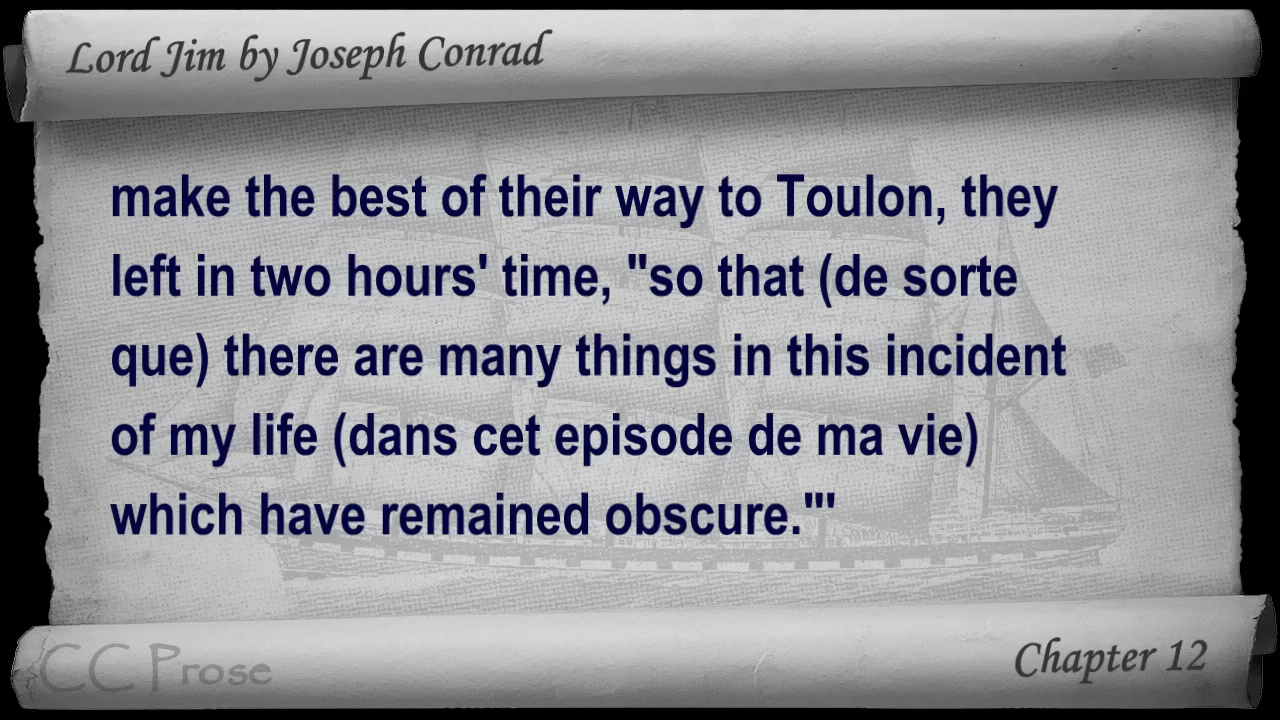 Lord Jim by Joseph Conrad
make the best of their way to Toulon, they
left in two hours' time, "so that (de sorte
que) there are many things in this incident
of my life (dans cet episode de ma vie)
which have remained obscure."'
CC Prose
Chapter 12